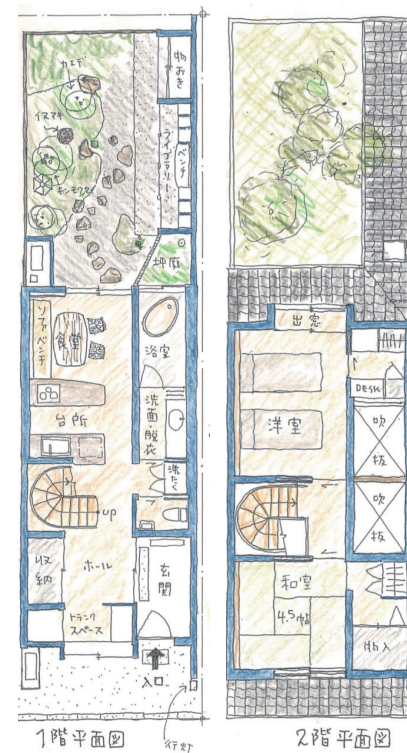 物おき
カエデ
イヌマキ
キンモクセイ
ライブラリー
ベンチ
坪庭
ソファベンチ
食堂
浴室
台所
洗面・脱衣
洗たく
UP
収納
ホール
玄関
トランク
スペース
入口
行灯
1階平面図
出窓
DESK
洋室
吹
抜
吹
抜
和室
4.5帖
物入
2階平面図